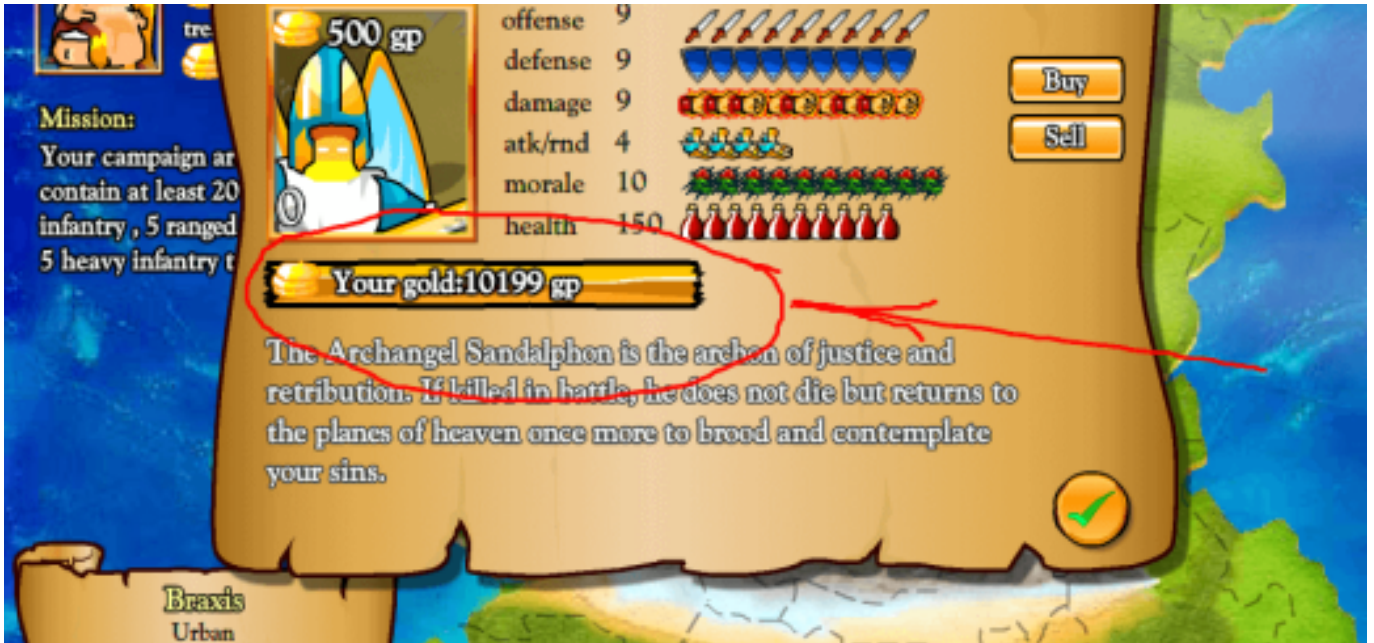 500 gp
offense 9
defense 9
damage 9
atk/rnd 4
morale 10
health 150
Buy
Sell
Mission:
Your campaign ar
contain at least 20
infantry , 5 ranged
5 heavy infantry t
Your gold:10199 gp
The Archangel Sandalphon is the archon of justice and
retribution. If killed in battle, he does not die but returns to
the planes of heaven once more to brood and contemplate
your sins.
Braxis
Urban